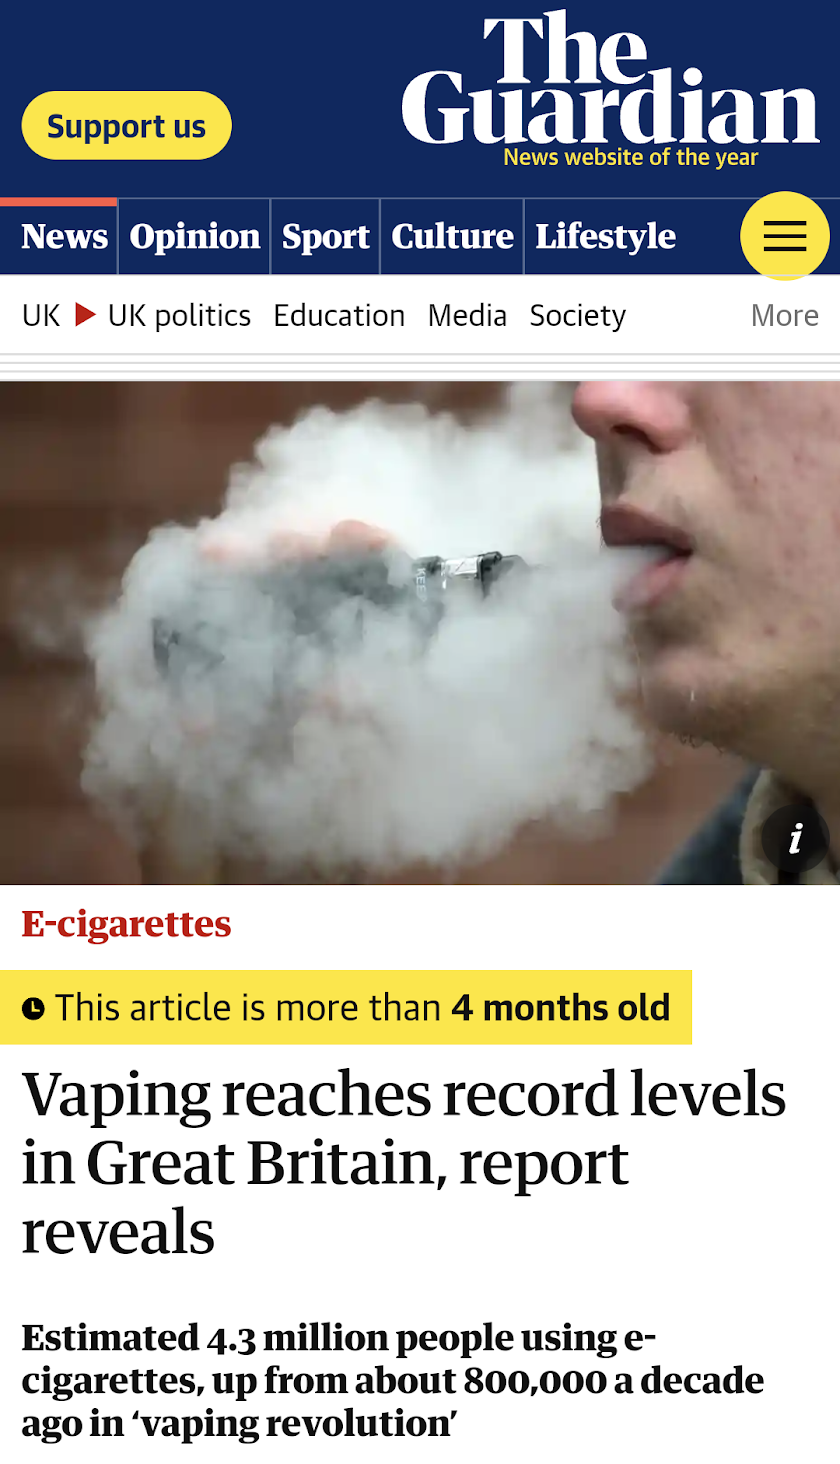 Support us
The
Guardian
News website of the year
News Opinion Sport Culture Lifestyle
UK UK politics Education Media Society More
KEE
i
E-cigarettes
This article is more than 4 months old
Vaping reaches record levels
in Great Britain, report
reveals
Estimated 4.3 million people using e-
cigarettes, up from about 800,000 a decade
ago in ‘vaping revolution’